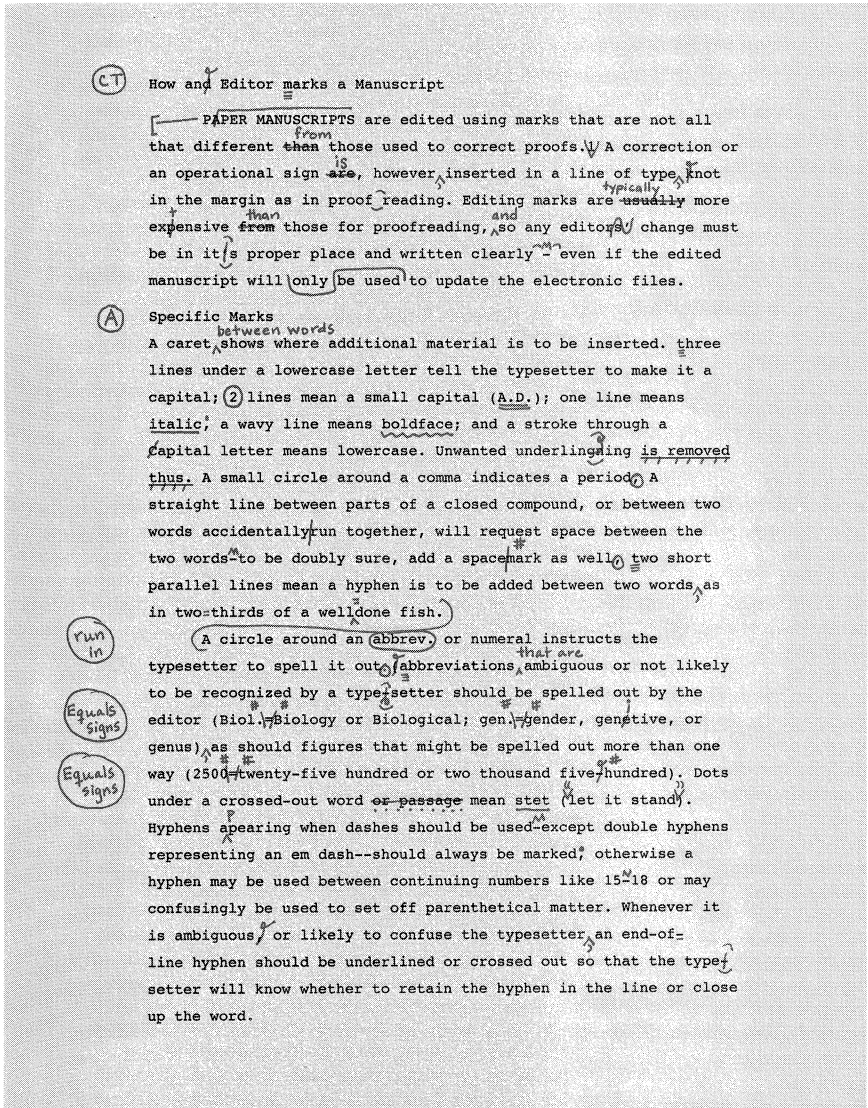 CT How and Editor marks a Manuscript
PAPER MANUSCRIPTS are edited using marks that are not all
from
that different than those used to correct proofs. A correction or
is
an operational sign are, however inserted in a line of type, not
typically
in the margin as in proof reading. Editing marks are usually more
t than and
expensive from those for proofreading, so any editors' change must
be in it's proper place and written clearly - even if the edited
manuscript will only be used to update the electronic files.
A Specific Marks
between words
A caret shows where additional material is to be inserted. three
lines under a lowercase letter tell the typesetter to make it a
capital; 2 lines mean a small capital (A.D.); one line means
italic; a wavy line means boldface; and a stroke through a
Capital letter means lowercase. Unwanted underlingning is removed
thus. A small circle around a comma indicates a period, A
straight line between parts of a closed compound, or between two
words accidentallyrun together, will request space between the
#
two words-to be doubly sure, add a spacemark as well, two short
parallel lines mean a hyphen is to be added between two words as
in two=thirds of a well=done fish.
run in A circle around an abbrev. or numeral instructs the
that are
typesetter to spell it out, abbreviations ambiguous or not likely
to be recognized by a type-setter should be spelled out by the
# # # # i
Equals signs editor (Biol.=Biology or Biological; gen.=gender, genetive, or
genus), as should figures that might be spelled out more than one
# # #
Equals signs way (2500=twenty-five hundred or two thousand five-hundred). Dots
under a crossed-out word or passage mean stet ("let it stand").
p
Hyphens apearing when dashes should be used-except double hyphens
representing an em dash--should always be marked; otherwise a
hyphen may be used between continuing numbers like 15-18 or may
confusingly be used to set off parenthetical matter. Whenever it
is ambiguous, or likely to confuse the typesetter, an end-of=
line hyphen should be underlined or crossed out so that the type-
setter will know whether to retain the hyphen in the line or close
up the word.